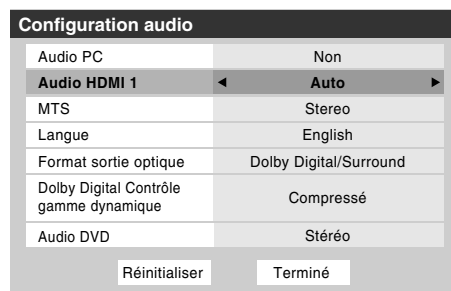 Configuration audio
Audio PC Non
Audio HDMI 1 ◀ Auto ▶
MTS Stereo
Langue English
Format sortie optique Dolby Digital/Surround
Dolby Digital Contrôle
gamme dynamique Compressé
Audio DVD Stéréo
Réinitialiser Terminé